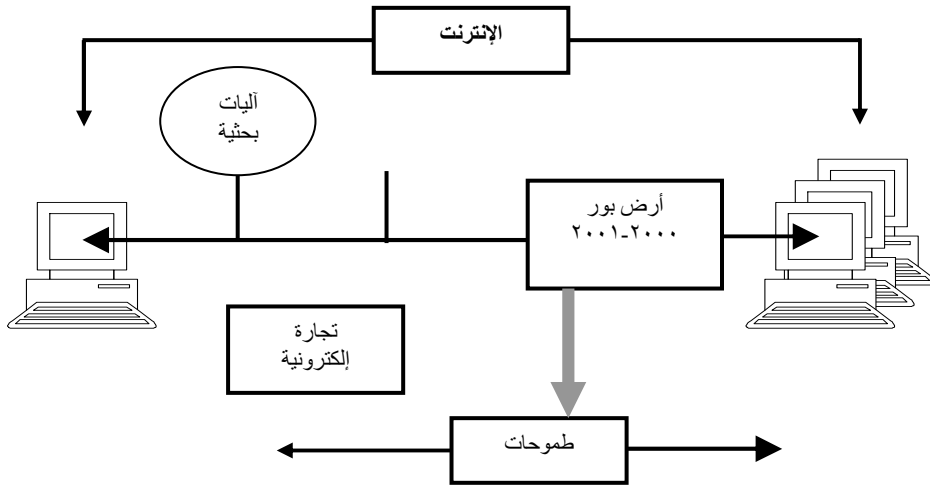 الإنترنت
آليات
بحثية
أرض بور
٢٠٠٠-٢٠٠١
تجارة
إلكترونية
طموحات